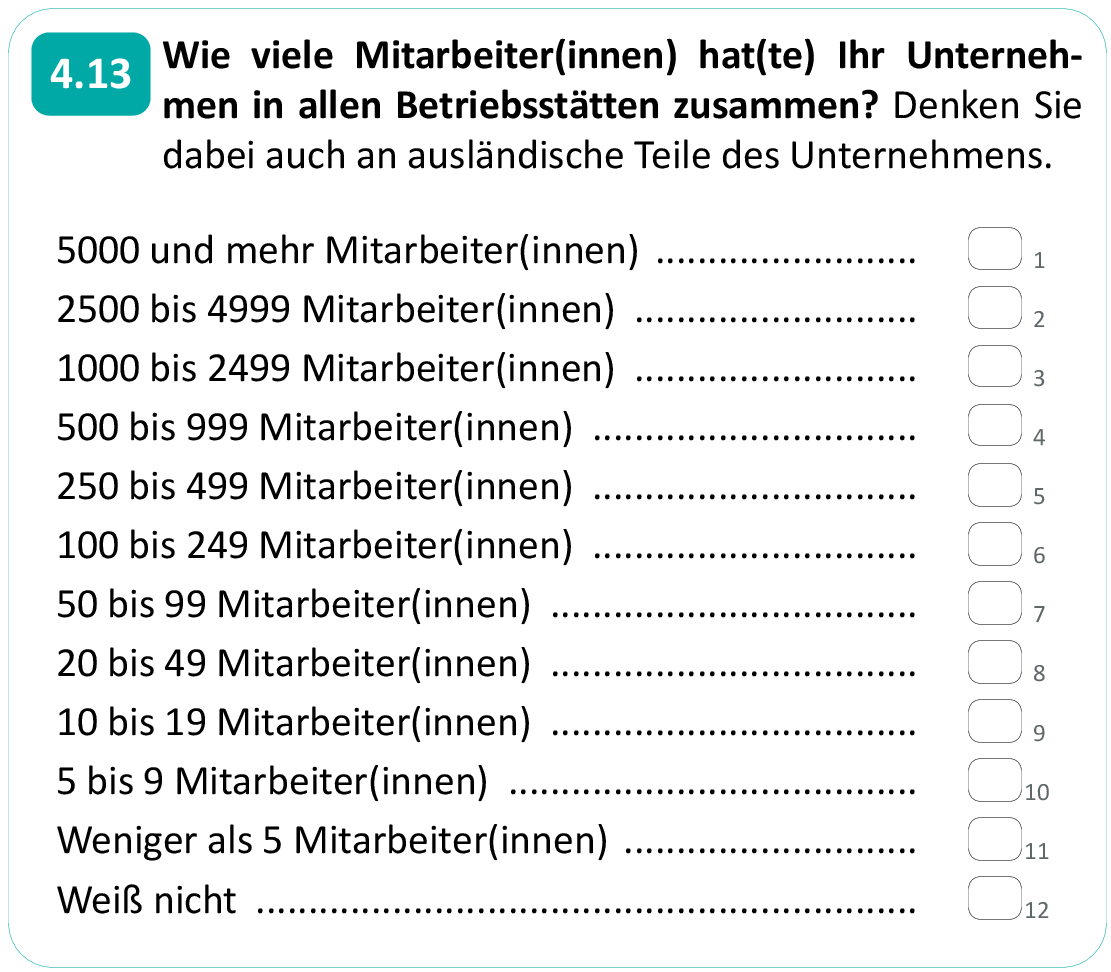 4.13 Wie viele Mitarbeiter(innen) hat(te) Ihr Unterneh-
men in allen Betriebsstätten zusammen? Denken Sie
dabei auch an ausländische Teile des Unternehmens.
5000 und mehr Mitarbeiter(innen) ......................... 1
2500 bis 4999 Mitarbeiter(innen) ........................... 2
1000 bis 2499 Mitarbeiter(innen) ........................... 3
500 bis 999 Mitarbeiter(innen) ............................... 4
250 bis 499 Mitarbeiter(innen) ............................... 5
100 bis 249 Mitarbeiter(innen) ............................... 6
50 bis 99 Mitarbeiter(innen) ................................... 7
20 bis 49 Mitarbeiter(innen) ................................... 8
10 bis 19 Mitarbeiter(innen) ................................... 9
5 bis 9 Mitarbeiter(innen) ....................................... 10
Weniger als 5 Mitarbeiter(innen) ............................ 11
Weiß nicht ............................................................... 12